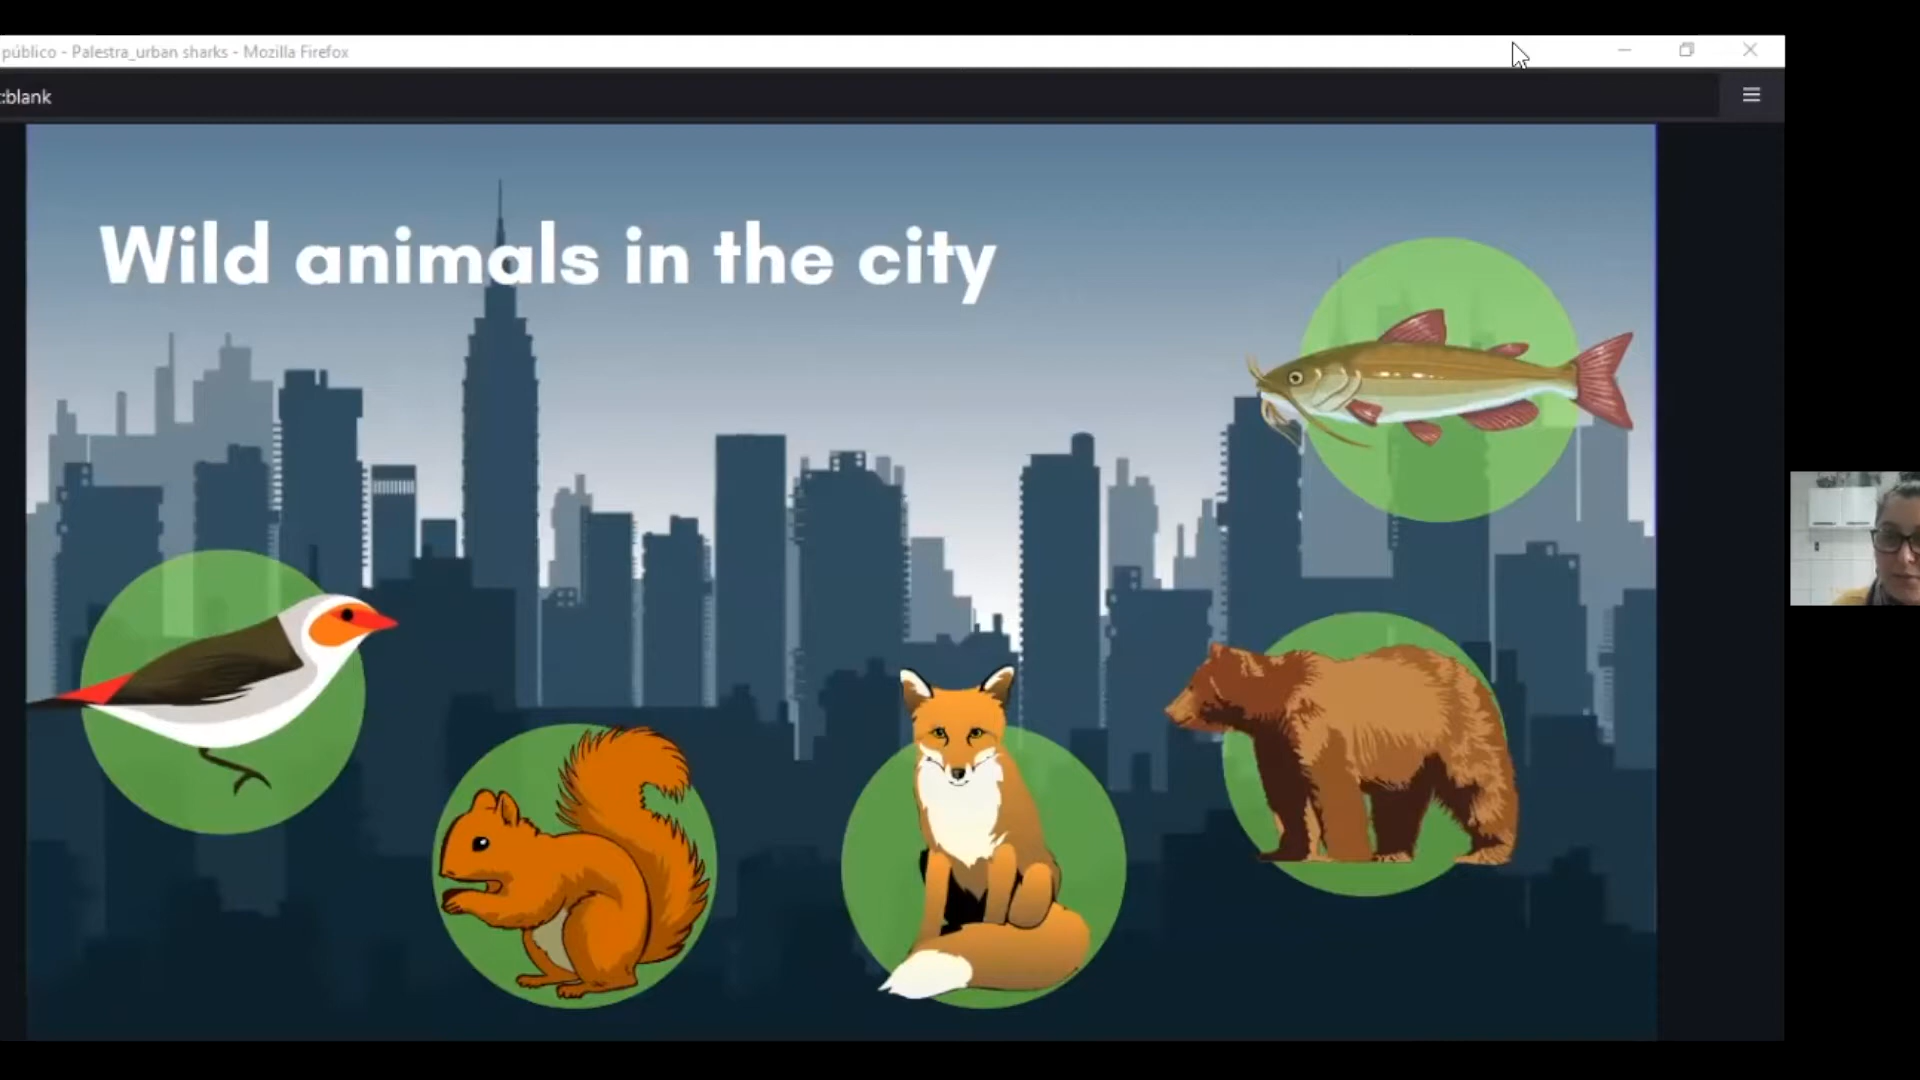 público - Palestra_urban sharks - Mozilla Firefox
:blank
Wild animals in the city